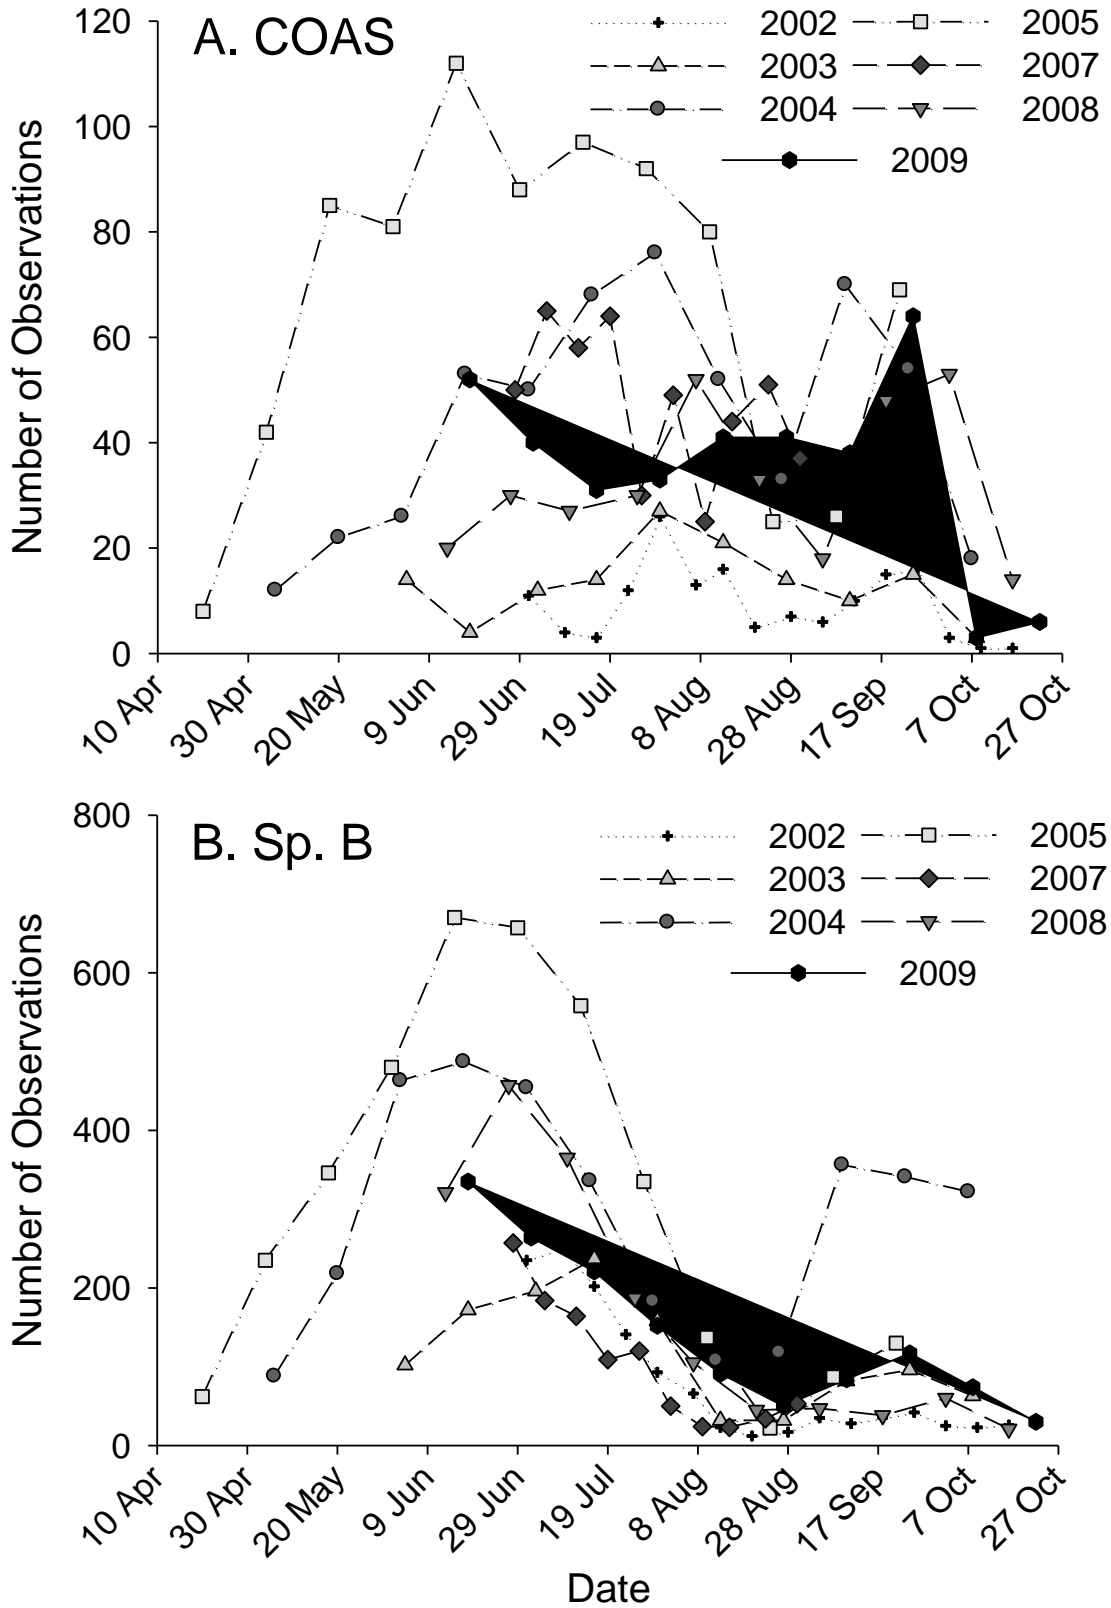 A. COAS
2002 2005
2003 2007
2004 2008
2009
Number of Observations
120
100
80
60
40
20
0
10 Apr 30 Apr 20 May 9 Jun 29 Jun 19 Jul 8 Aug 28 Aug 17 Sep 7 Oct 27 Oct
B. Sp. B
2002 2005
2003 2007
2004 2008
2009
Number of Observations
800
600
400
200
0
10 Apr 30 Apr 20 May 9 Jun 29 Jun 19 Jul 8 Aug 28 Aug 17 Sep 7 Oct 27 Oct
Date